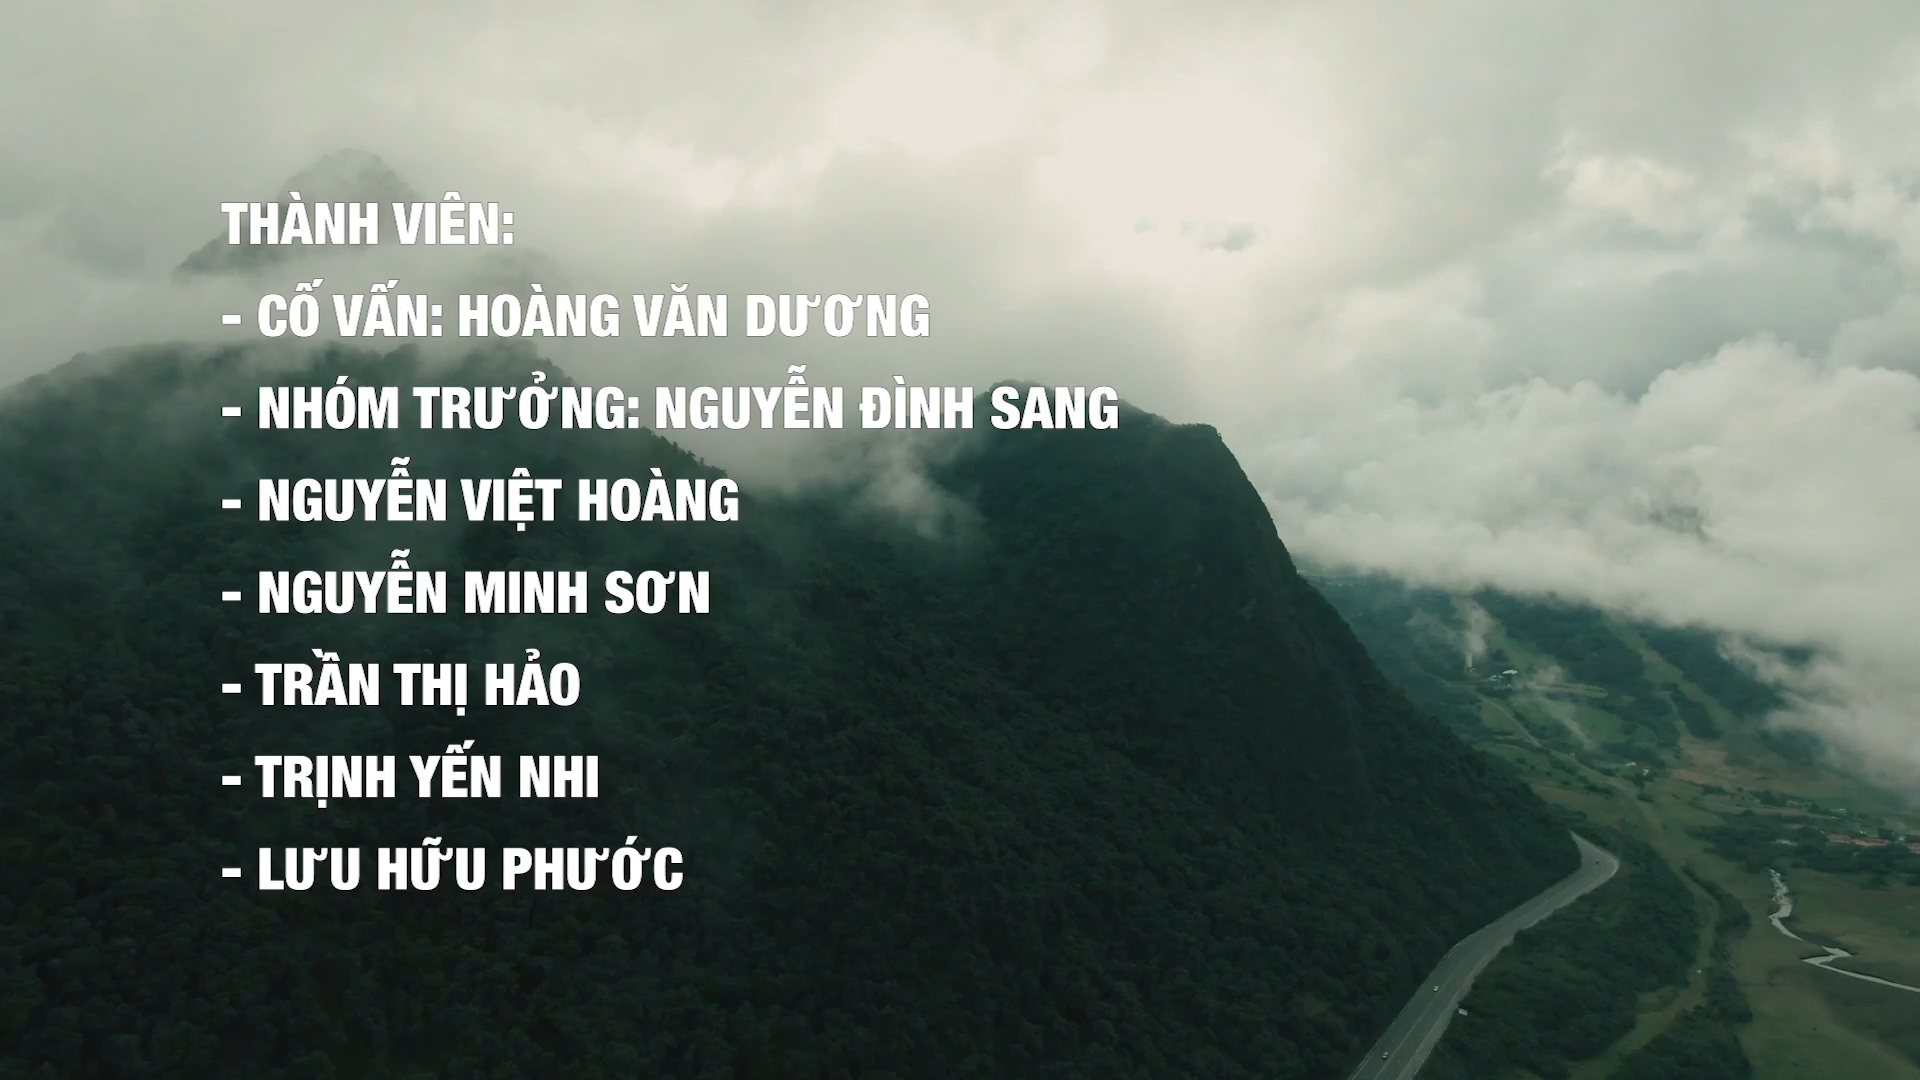 THÀNH VIÊN:
- CỐ VẤN: HOÀNG VĂN DƯƠNG
- NHÓM TRƯỞNG: NGUYỄN ĐÌNH SANG
- NGUYỄN VIỆT HOÀNG
- NGUYỄN MINH SƠN
- TRẦN THỊ HẢO
- TRỊNH YẾN NHI
- LƯU HỮU PHƯỚC